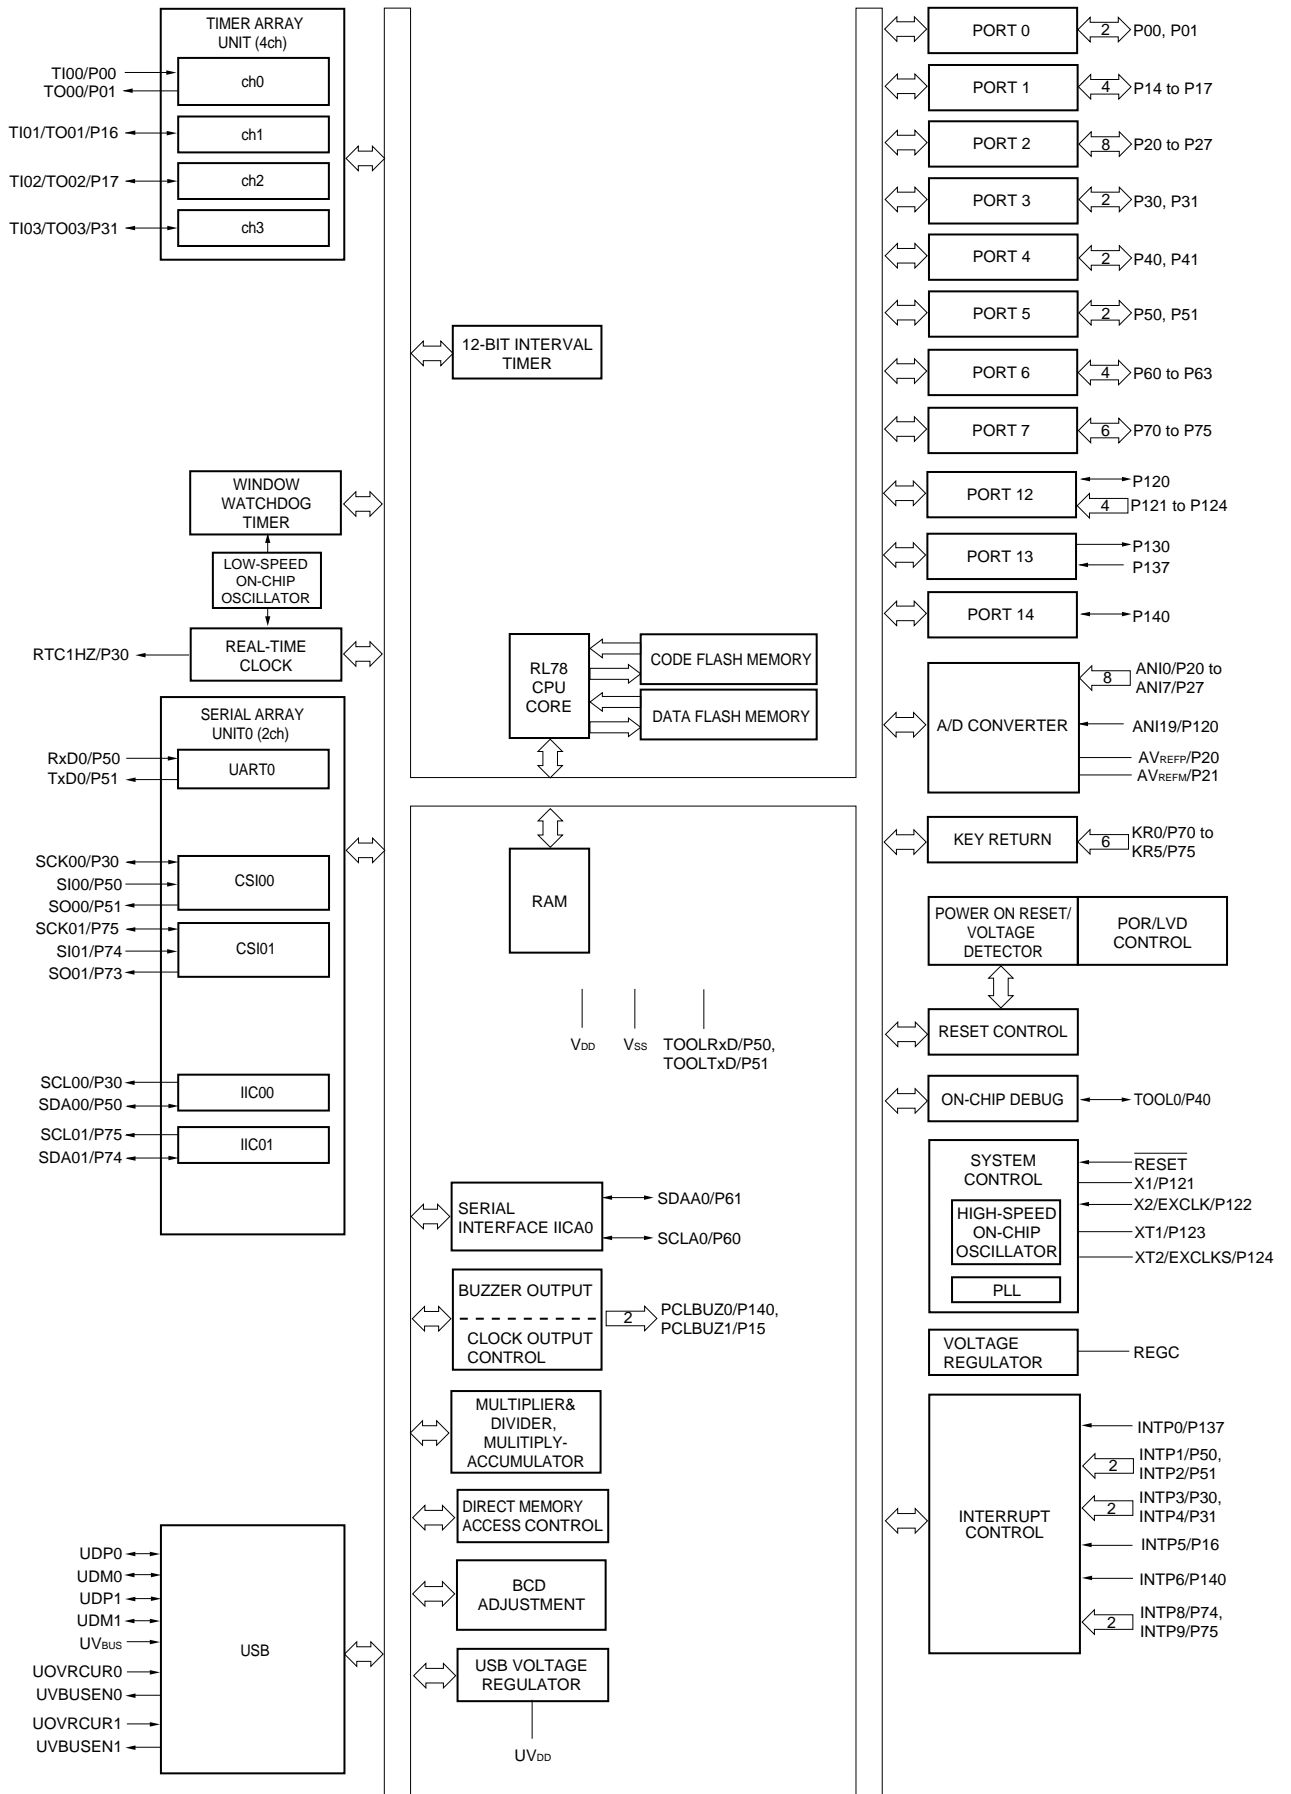 TIMER ARRAY
UNIT (4ch)
TI00/P00
TO00/P01
ch0
TI01/TO01/P16
ch1
TI02/TO02/P17
ch2
TI03/TO03/P31
ch3
12-BIT INTERVAL
TIMER
WINDOW
WATCHDOG
TIMER
LOW-SPEED
ON-CHIP
OSCILLATOR
RTC1HZ/P30
REAL-TIME
CLOCK
SERIAL ARRAY
UNIT0 (2ch)
RxD0/P50
TxD0/P51
UART0
SCK00/P30
SI00/P50
SO00/P51
CSI00
SCK01/P75
SI01/P74
SO01/P73
CSI01
SCL00/P30
SDA00/P50
IIC00
SCL01/P75
SDA01/P74
IIC01
UDP0
UDM0
UDP1
UDM1
UVBUS
UOVRCUR0
UVBUSEN0
UOVRCUR1
UVBUSEN1
USB
RL78
CPU
CORE
CODE FLASH MEMORY
DATA FLASH MEMORY
RAM
VDD
VSS
TOOLRxD/P50,
TOOLTxD/P51
SERIAL
INTERFACE IICA0
SDAA0/P61
SCLA0/P60
BUZZER OUTPUT
CLOCK OUTPUT
CONTROL
2
PCLBUZ0/P140,
PCLBUZ1/P15
MULTIPLIER&
DIVIDER,
MULITIPLY-
ACCUMULATOR
DIRECT MEMORY
ACCESS CONTROL
BCD
ADJUSTMENT
USB VOLTAGE
REGULATOR
UVDD
PORT 0
2
P00, P01
PORT 1
4
P14 to P17
PORT 2
8
P20 to P27
PORT 3
2
P30, P31
PORT 4
2
P40, P41
PORT 5
2
P50, P51
PORT 6
4
P60 to P63
PORT 7
6
P70 to P75
PORT 12
P120
4
P121 to P124
PORT 13
P130
P137
PORT 14
P140
A/D CONVERTER
8
ANI0/P20 to
ANI7/P27
ANI19/P120
AVREFP/P20
AVREFM/P21
KEY RETURN
6
KR0/P70 to
KR5/P75
POWER ON RESET/
VOLTAGE
DETECTOR
POR/LVD
CONTROL
RESET CONTROL
ON-CHIP DEBUG
TOOL0/P40
SYSTEM
CONTROL
HIGH-SPEED
ON-CHIP
OSCILLATOR
PLL
RESET
X1/P121
X2/EXCLK/P122
XT1/P123
XT2/EXCLKS/P124
VOLTAGE
REGULATOR
REGC
INTERRUPT
CONTROL
INTP0/P137
2
INTP1/P50,
INTP2/P51
2
INTP3/P30,
INTP4/P31
INTP5/P16
INTP6/P140
2
INTP8/P74,
INTP9/P75